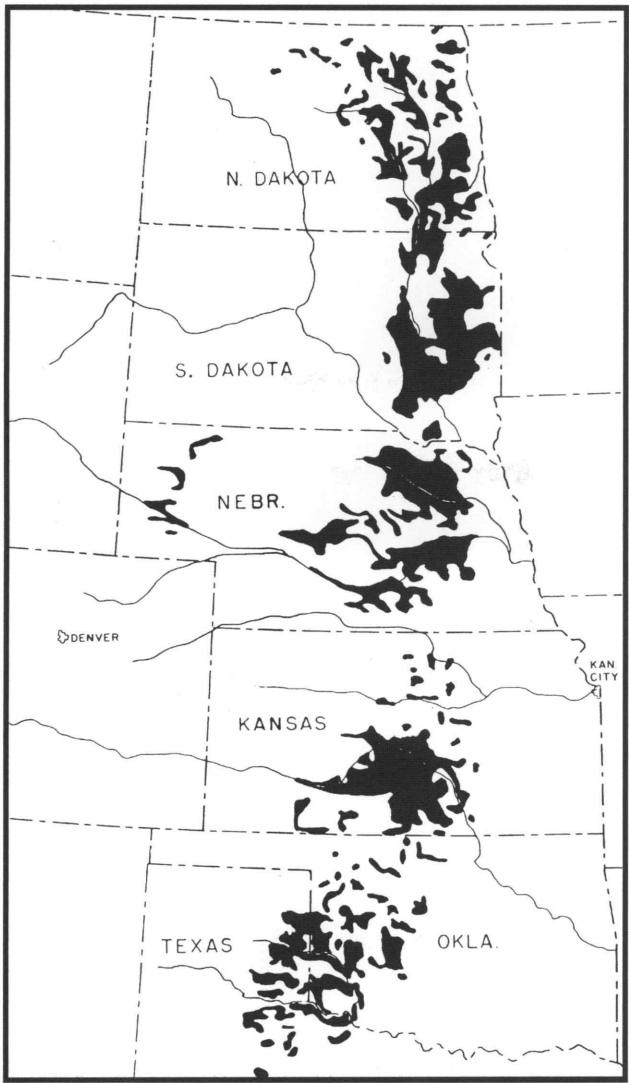 N. DAKOTA
S. DAKOTA
NEBR.
DENVER
KAN.
CITY
KANSAS
TEXAS
OKLA.